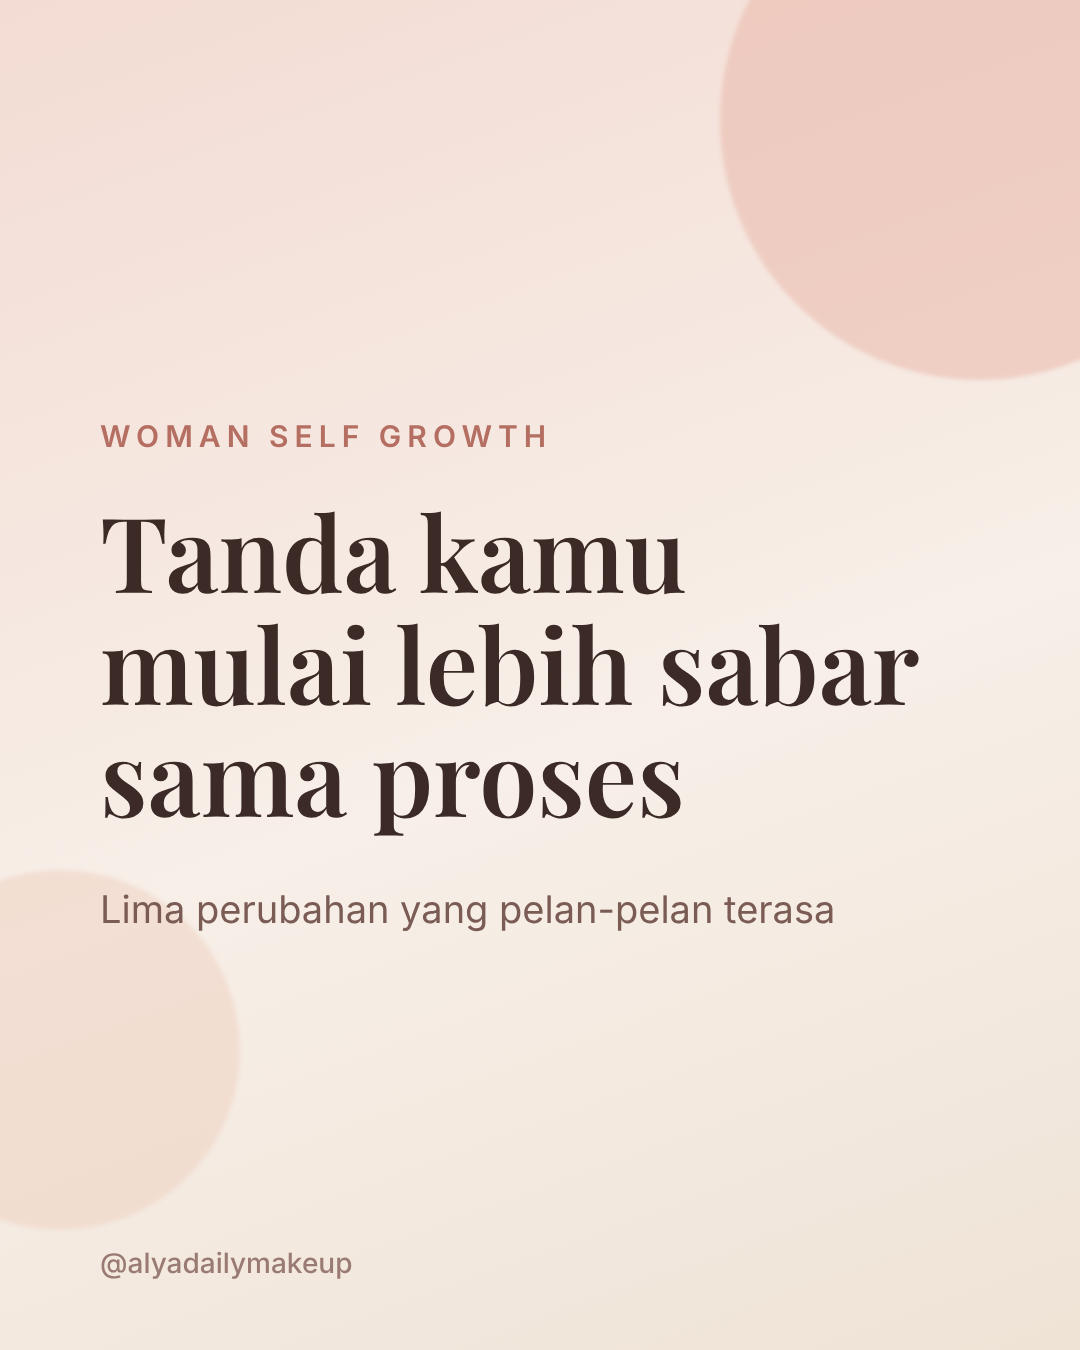 WOMAN SELF GROWTH
Tanda kamu
mulai lebih sabar
sama proses
Lima perubahan yang pelan-pelan terasa
@alyadailymakeup